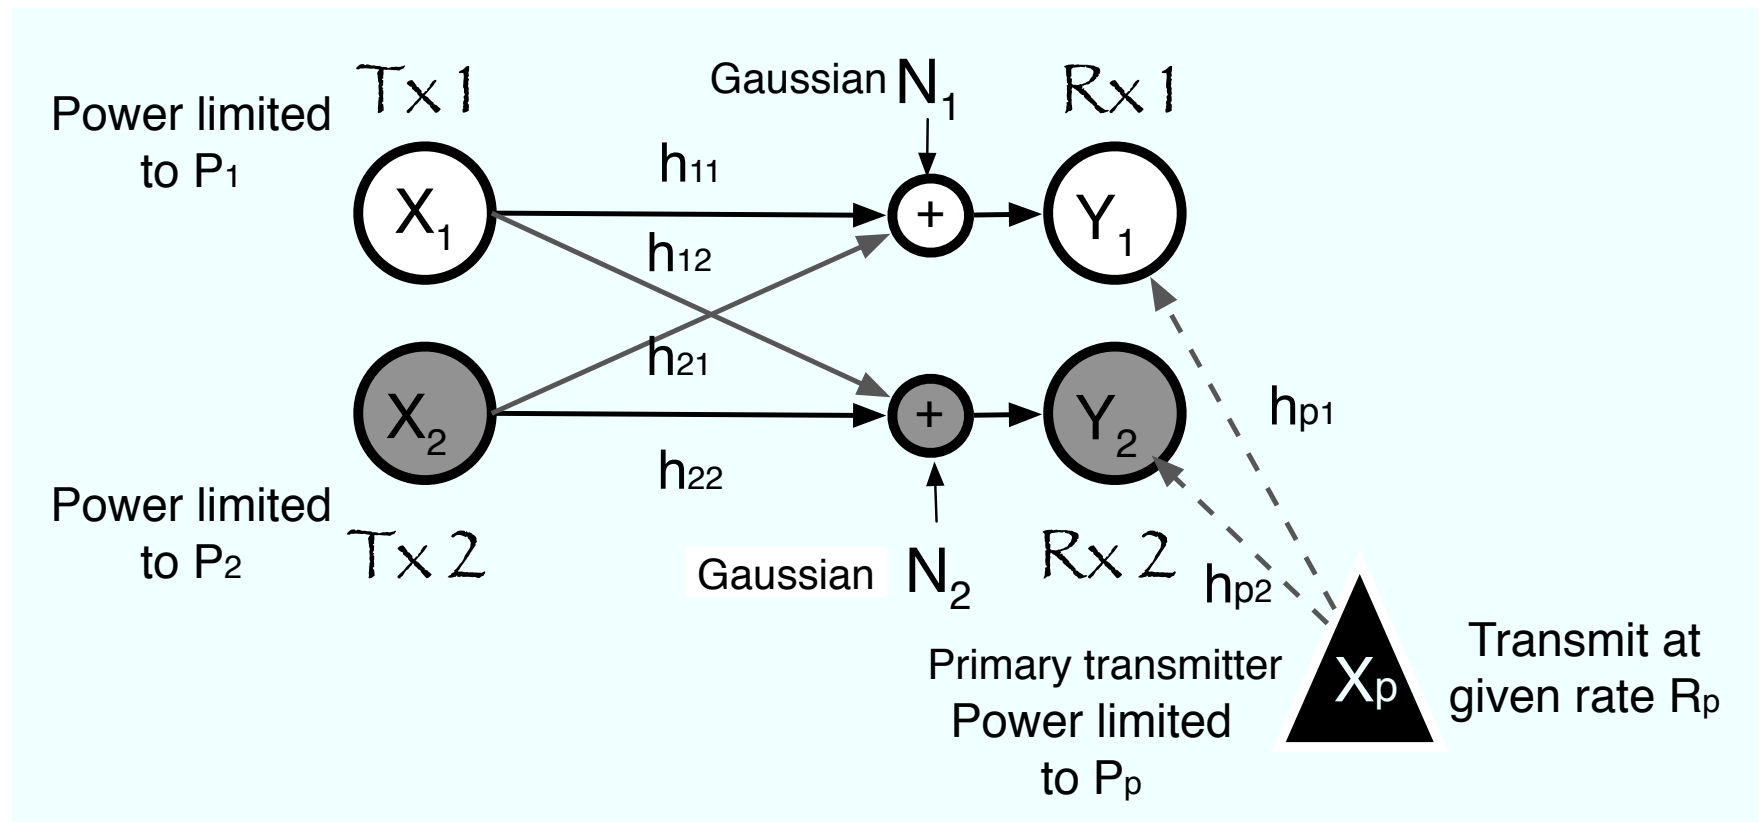 Tx 1
Gaussian N1
Rx 1
Power limited
to P1
h11
X1
+
Y1
h12
h21
hp1
X2
+
Y2
h22
Power limited
to P2
Tx 2
Gaussian N2
Rx 2
hp2
Primary transmitter
Power limited
to Pp
Xp
Transmit at
given rate Rp